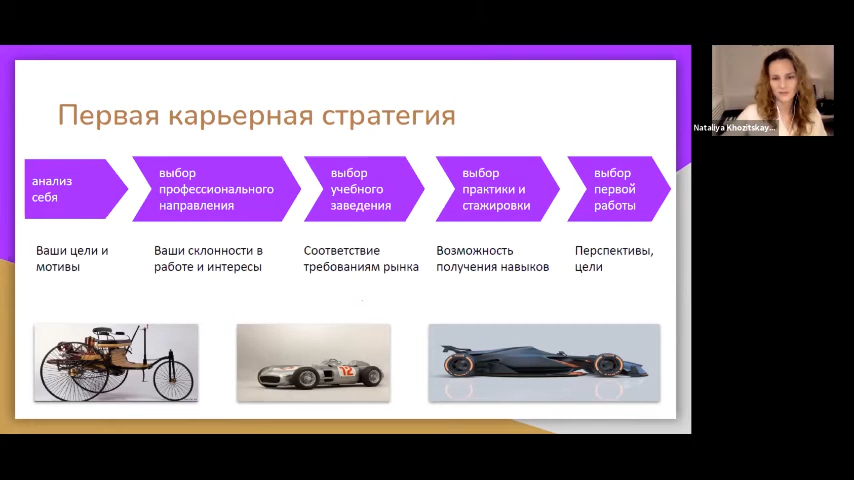 Первая карьерная стратегия
анализ
себя
выбор
профессионального
направления
выбор
учебного
заведения
выбор
практики и
стажировки
выбор
первой
работы
Ваши цели и
мотивы
Ваши склонности в
работе и интересы
Соответствие
требованиям рынка
Возможность
получения навыков
Перспективы,
цели
12
Nataliya Khozitskay...